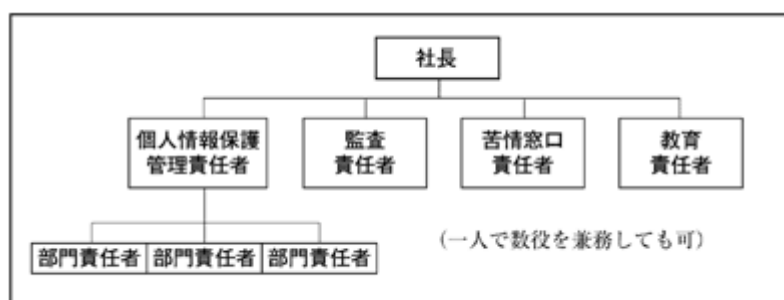 社長
個人情報保護
管理責任者
監査
責任者
苦情窓口
責任者
教育
責任者
部門責任者
部門責任者
部門責任者
(一人で数役を兼務しても可)